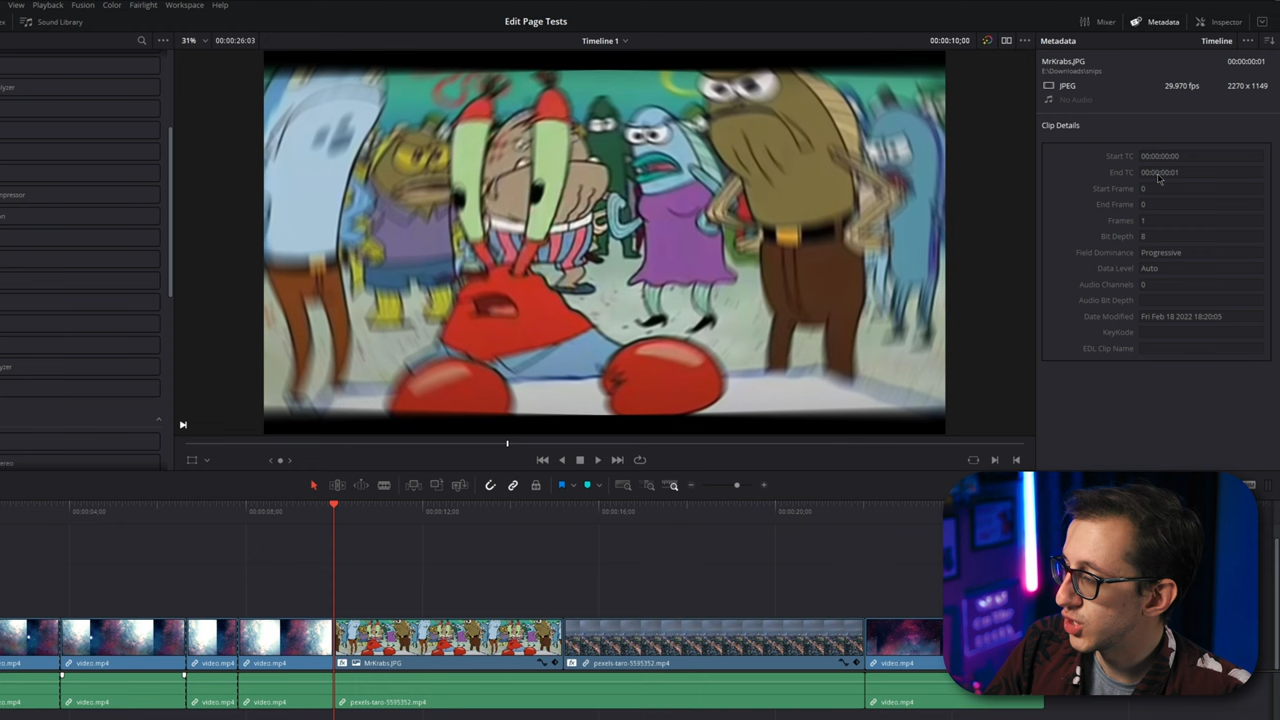 View Playback Fusion Color Fairlight Workspace Help
Sound Library
Edit Page Tests
Mixer Metadata Inspector
31% 00:00:26:03 Timeline 1 00:00:10;00
Metadata Timeline
MrKrabs.JPG 00:00:00:01
E:\Downloads\snips
JPEG 29.970 fps 2270 x 1149
No Audio
Clip Details
Start TC 00:00:00:00
End TC 00:00:00:01
Start Frame 0
End Frame 0
Frames 1
Bit Depth 8
Field Dominance Progressive
Data Level Auto
Audio Channels 0
Audio Bit Depth
Date Modified Fri Feb 18 2022 18:20:05
KeyKode
EDL Clip Name
00:00:04;00 00:00:08;00 00:00:12;00 00:00:16;00 00:00:20;00
video.mp4 video.mp4 video.mp4 MrKrabs.JPG pexels-taro-5595352.mp4 video.mp4
video.mp4 video.mp4 video.mp4 pexels-taro-5595352.mp4 video.mp4